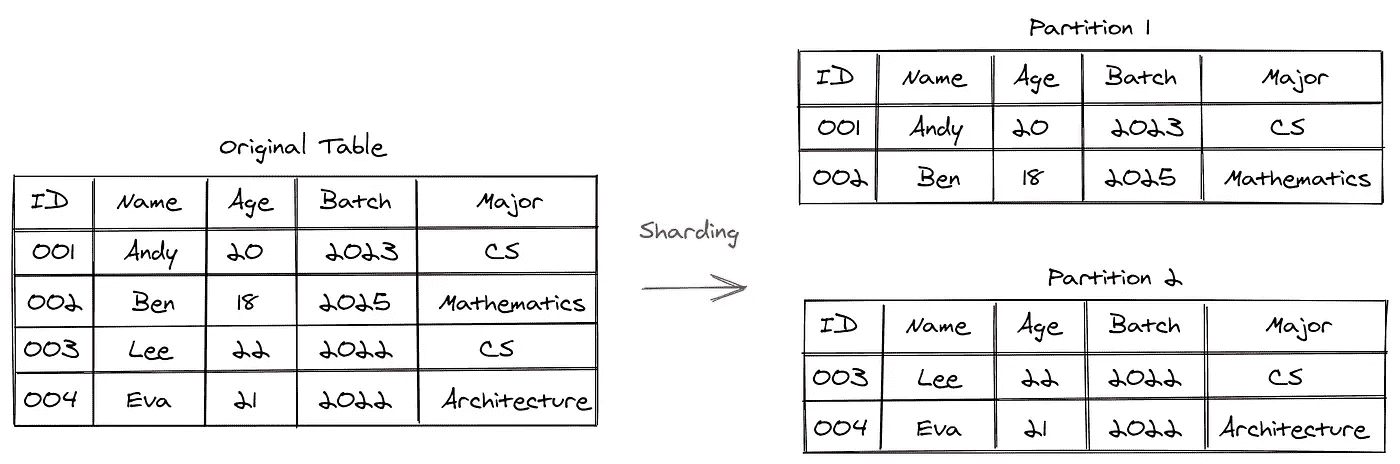 Original Table
ID Name Age Batch Major
001 Andy 20 2023 CS
002 Ben 18 2025 Mathematics
003 Lee 22 2022 CS
004 Eva 21 2022 Architecture
Sharding
Partition 1
ID Name Age Batch Major
001 Andy 20 2023 CS
002 Ben 18 2025 Mathematics
Partition 2
ID Name Age Batch Major
003 Lee 22 2022 CS
004 Eva 21 2022 Architecture